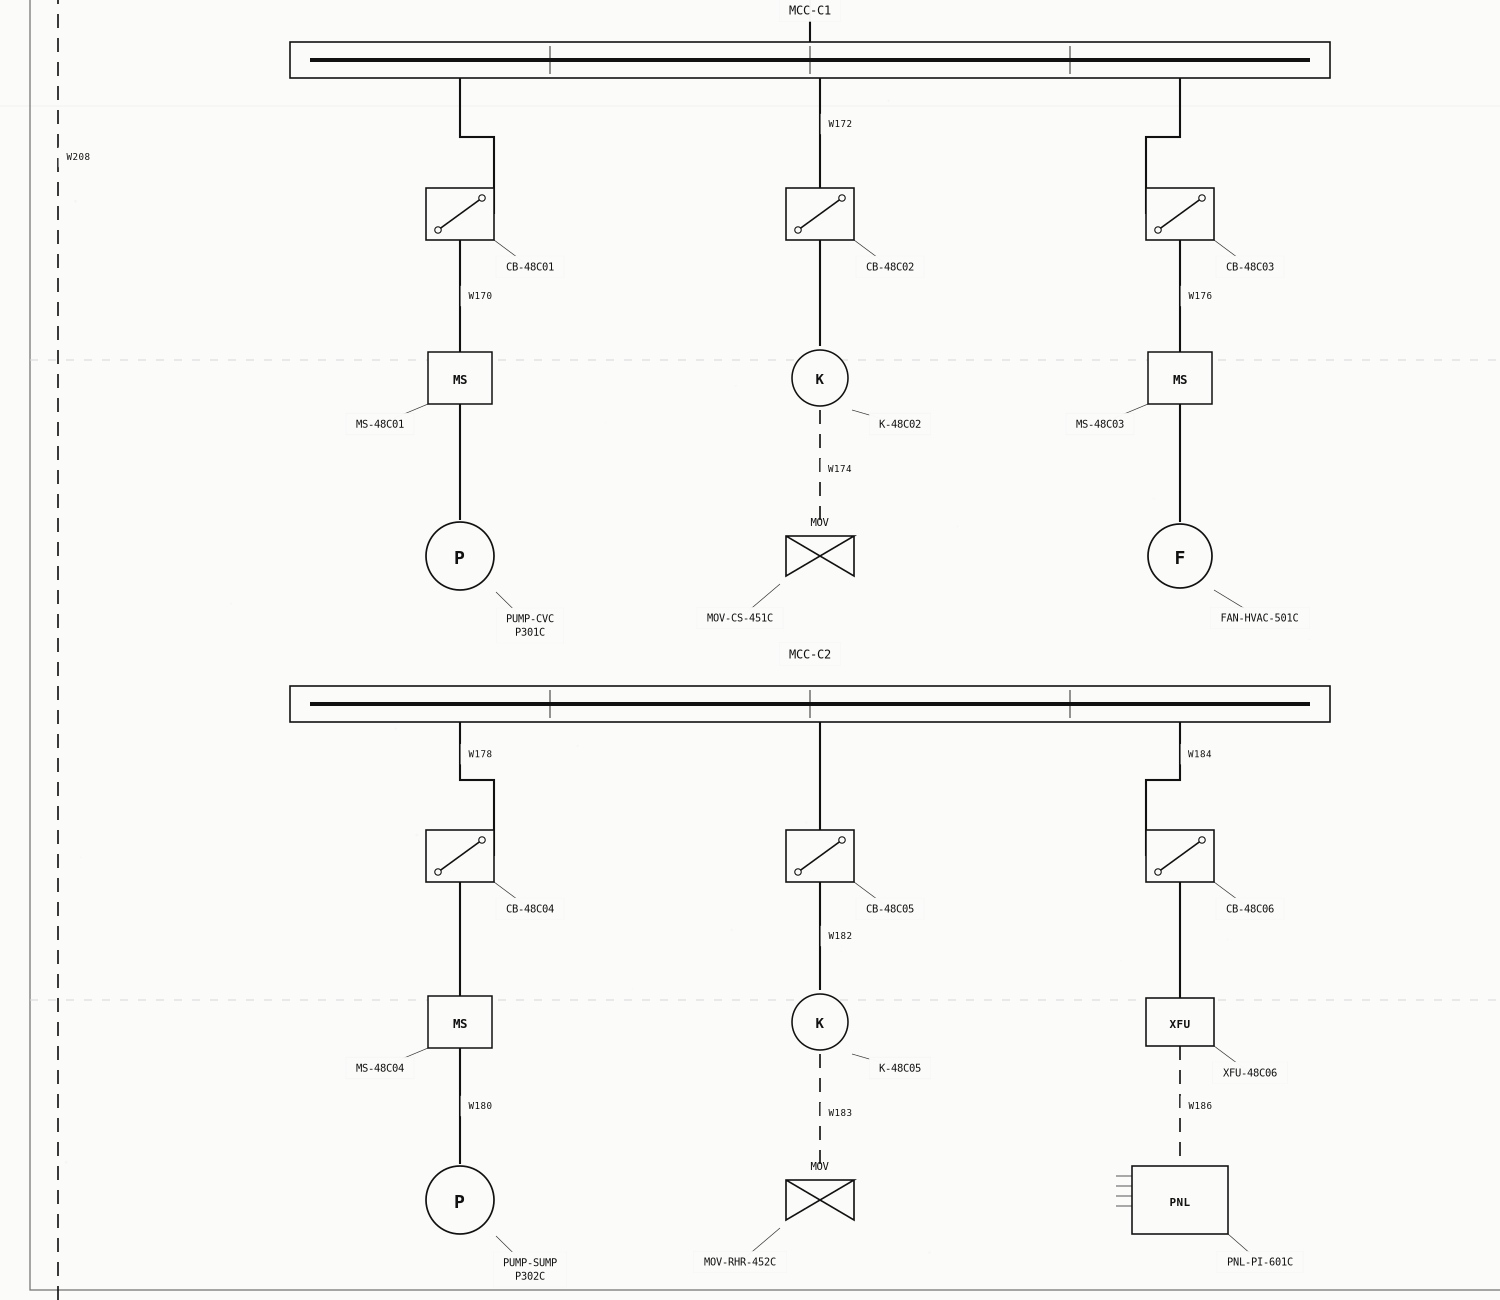 MCC-C1
W172
W208
CB-48C01
CB-48C02
CB-48C03
W170
W176
MS
K
MS
MS-48C01
K-48C02
MS-48C03
W174
MOV
P
F
PUMP-CVC
P301C
MOV-CS-451C
FAN-HVAC-501C
MCC-C2
W178
W184
CB-48C04
CB-48C05
CB-48C06
W182
MS
K
XFU
MS-48C04
K-48C05
XFU-48C06
W180
W183
W186
MOV
P
PNL
PUMP-SUMP
P302C
MOV-RHR-452C
PNL-PI-601C